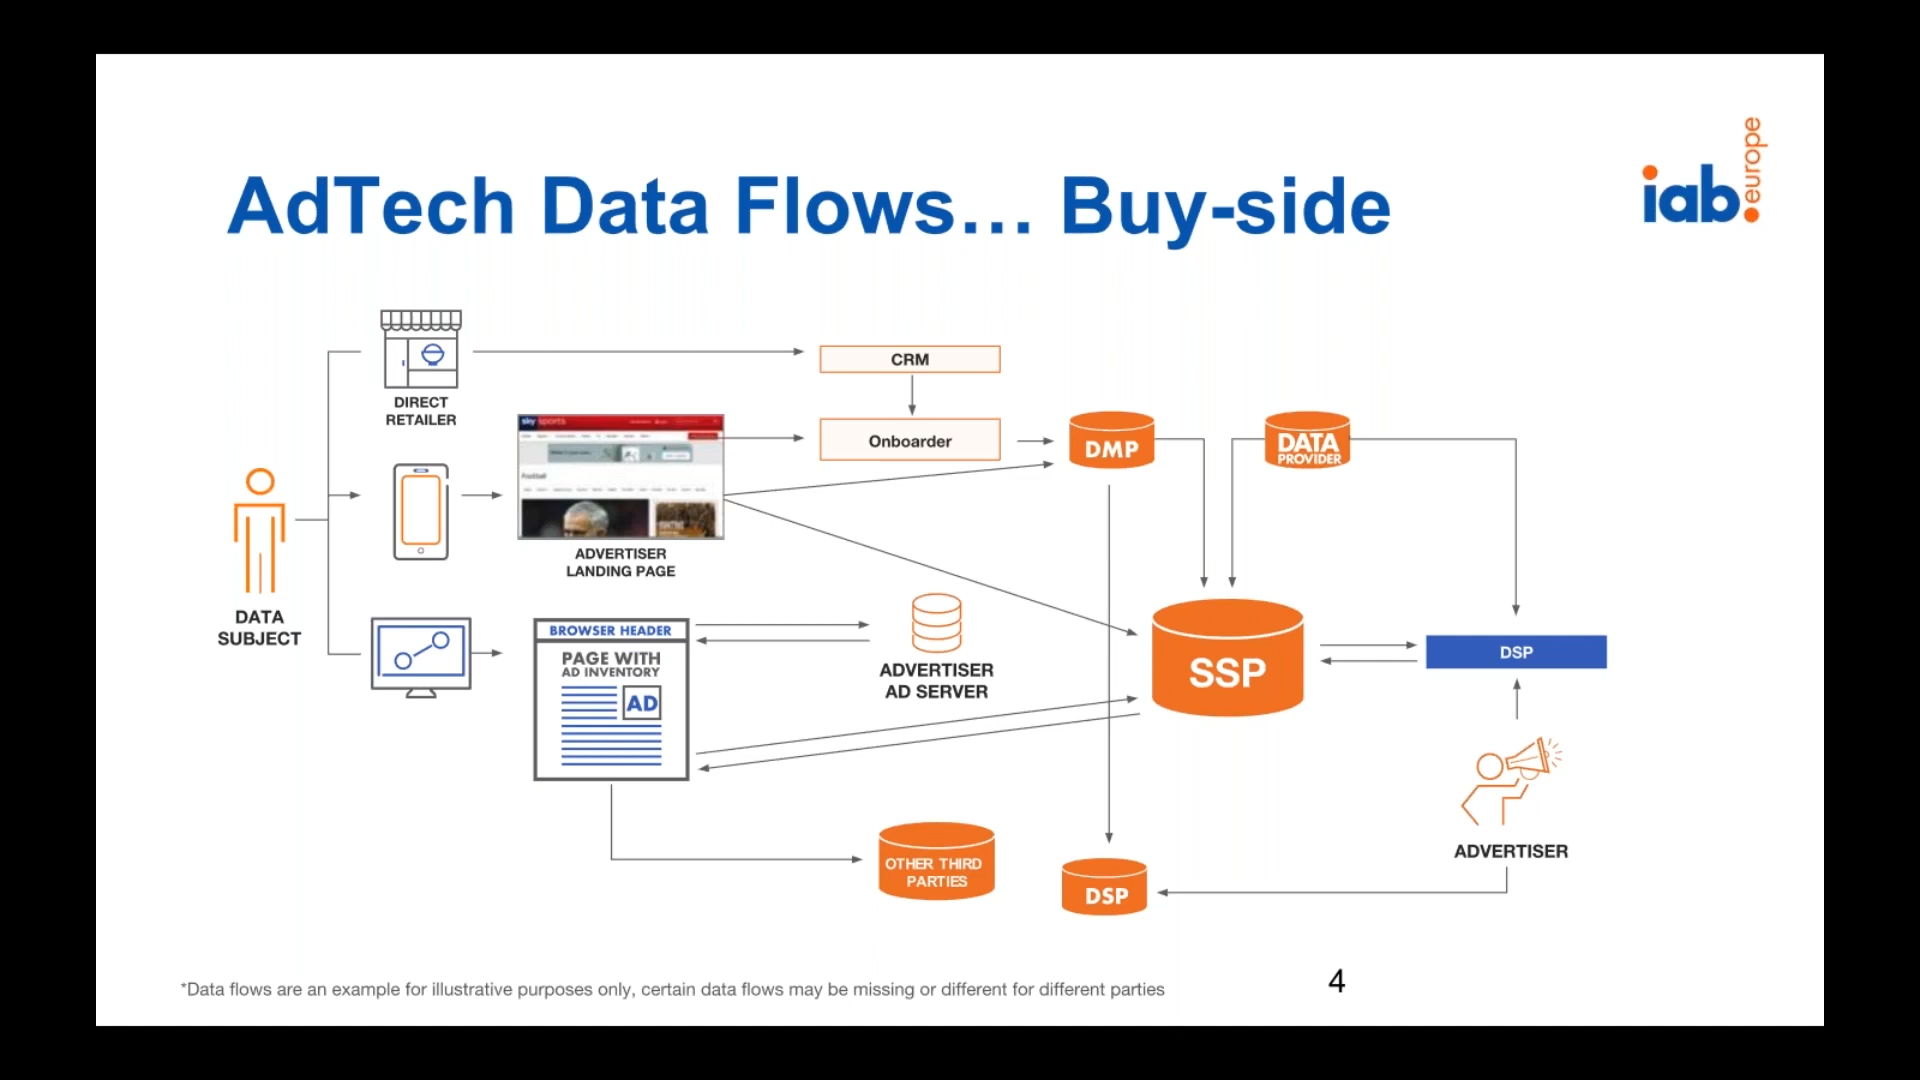 iab.europe
AdTech Data Flows... Buy-side
DIRECT
RETAILER
CRM
Onboarder
DMP
DATA
PROVIDER
sky sports
Football
ADVERTISER
LANDING PAGE
DATA
SUBJECT
BROWSER HEADER
PAGE WITH
AD INVENTORY
AD
ADVERTISER
AD SERVER
SSP
DSP
ADVERTISER
OTHER THIRD
PARTIES
DSP
*Data flows are an example for illustrative purposes only, certain data flows may be missing or different for different parties
4